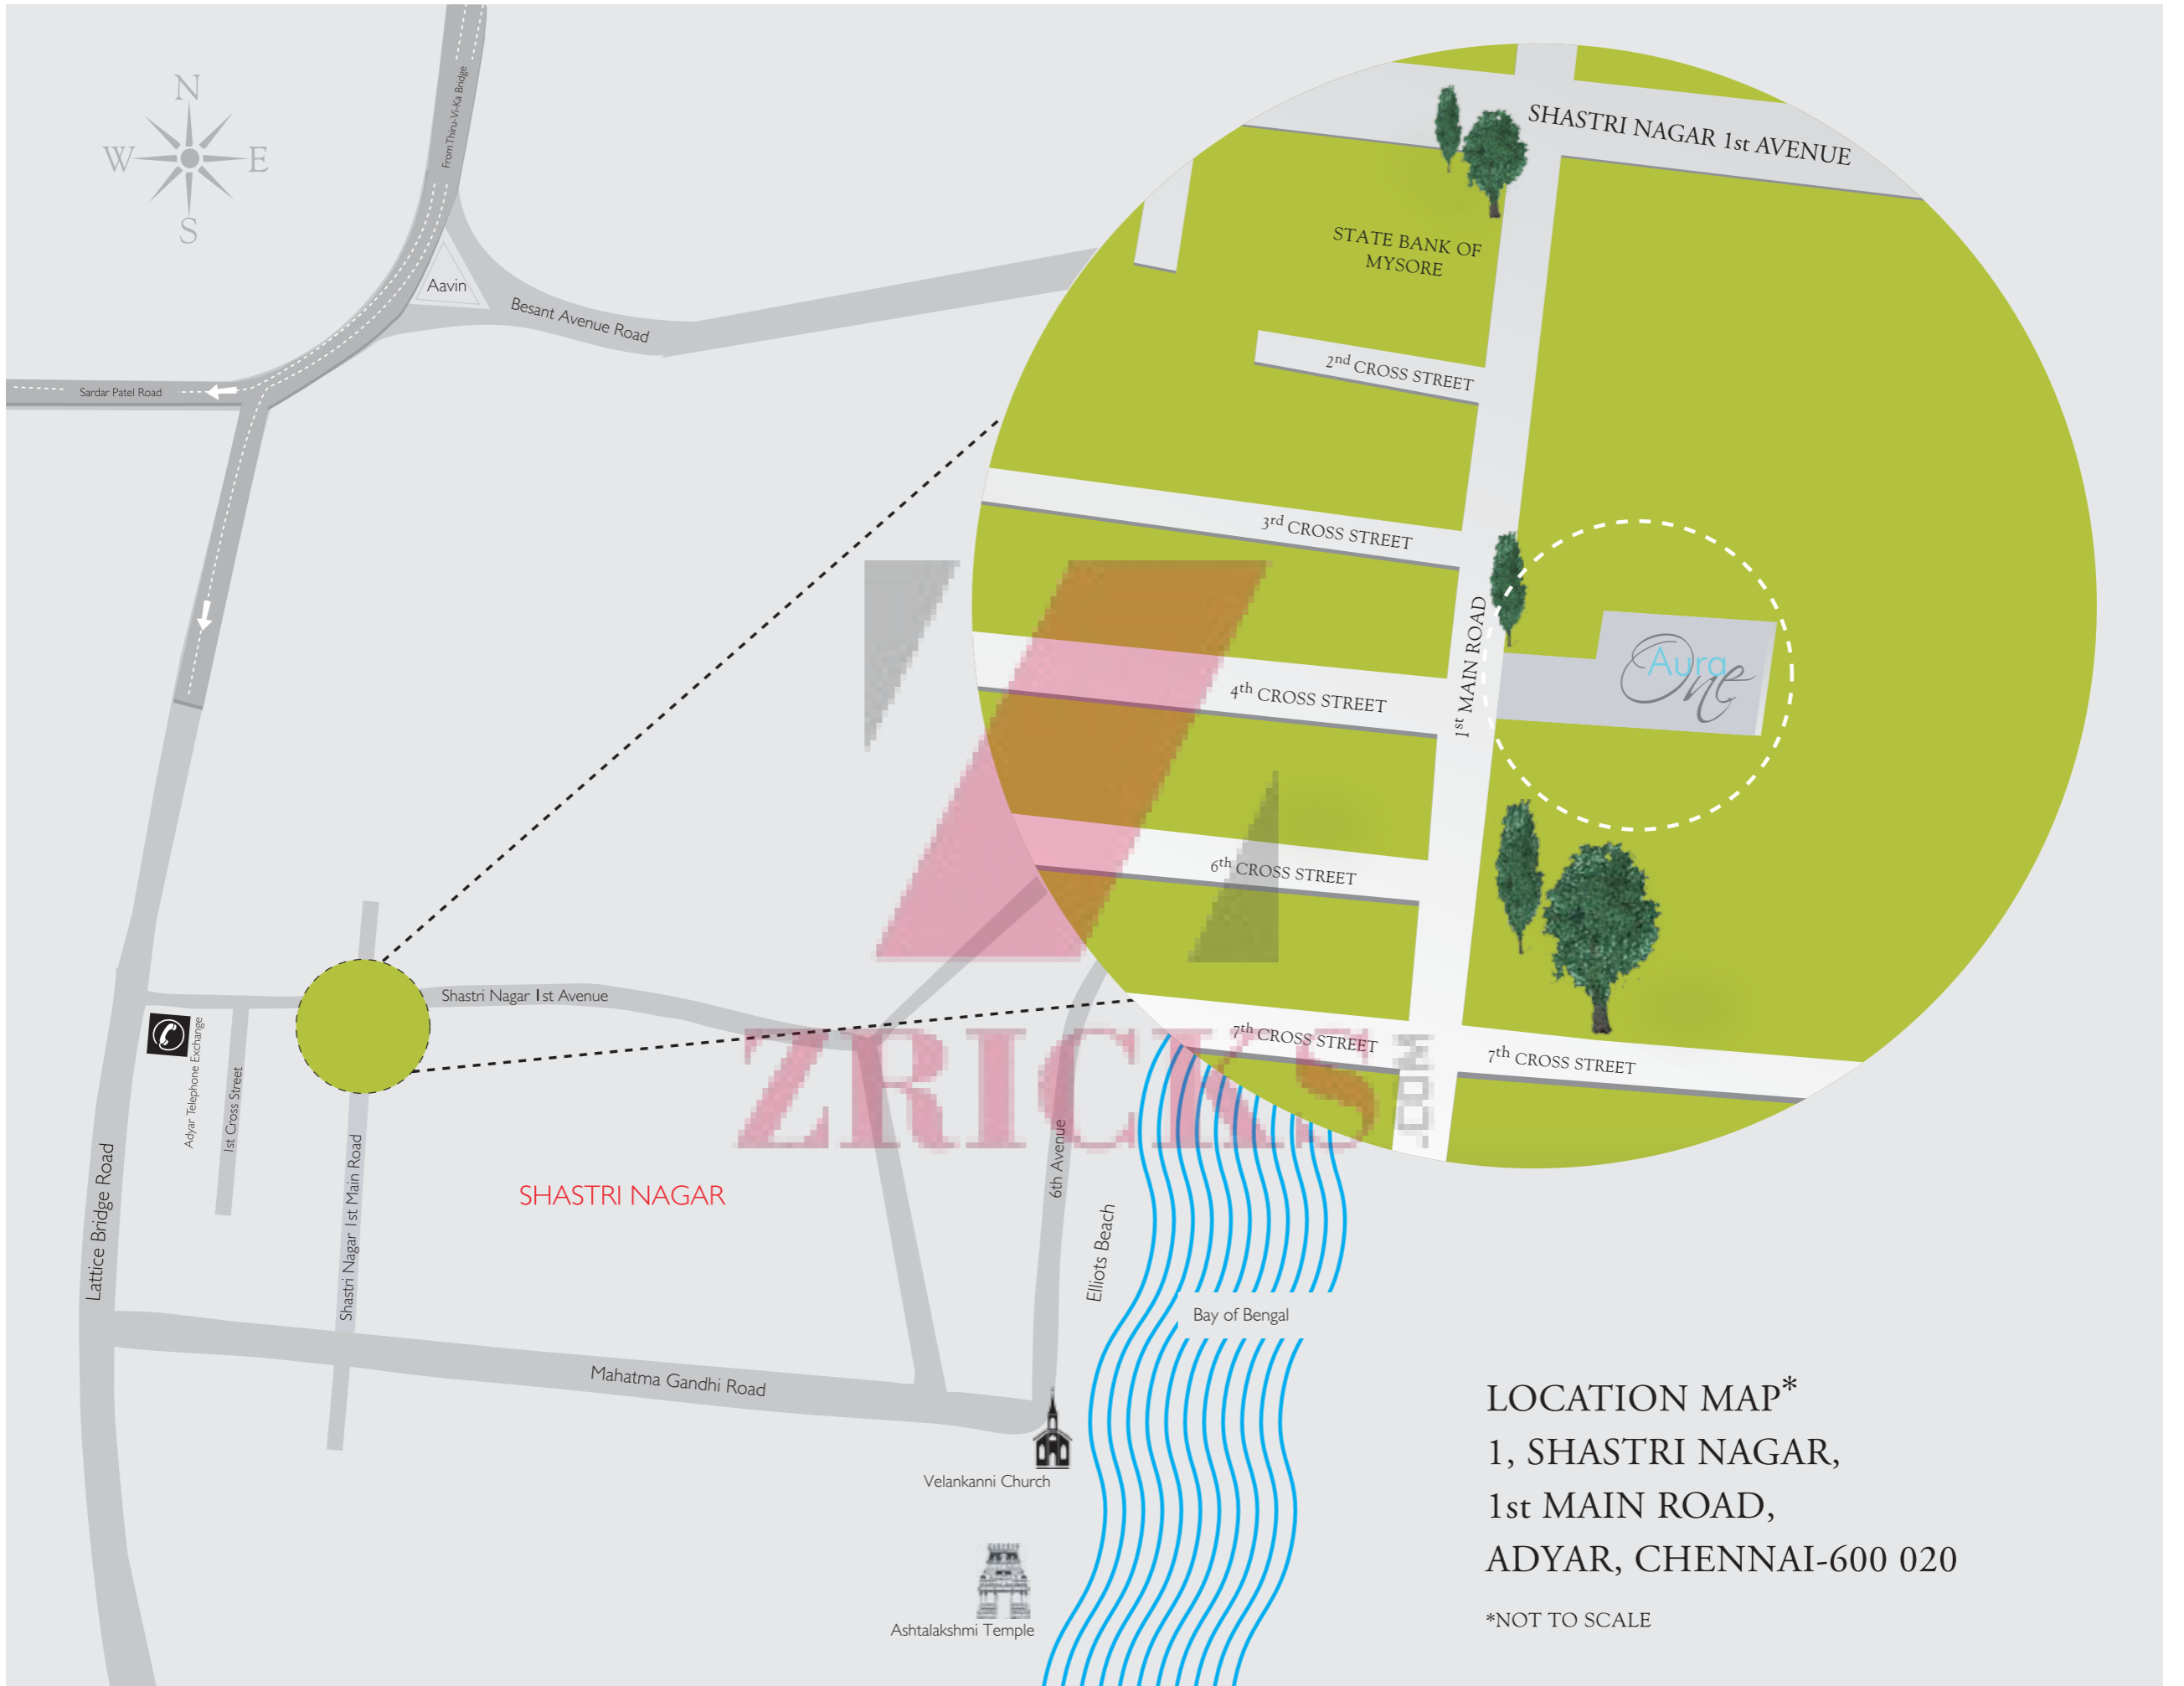 N
W
E
S
From Thiru-Vi-Ka Bridge
Aavin
Besant Avenue Road
Sardar Patel Road
SHASTRI NAGAR 1st AVENUE
STATE BANK OF
MYSORE
2nd CROSS STREET
3rd CROSS STREET
4th CROSS STREET
1st MAIN ROAD
Aura
One
6th CROSS STREET
7th CROSS STREET
7th CROSS STREET
Shastri Nagar 1st Avenue
Adyar Telephone Exchange
1st Cross Street
Shastri Nagar 1st Main Road
Lattice Bridge Road
SHASTRI NAGAR
ZRICKS
.COM
6th Avenue
Elliots Beach
Bay of Bengal
Mahatma Gandhi Road
Velankanni Church
Ashtalakshmi Temple
LOCATION MAP*
1, SHASTRI NAGAR,
1st MAIN ROAD,
ADYAR, CHENNAI-600 020
*NOT TO SCALE